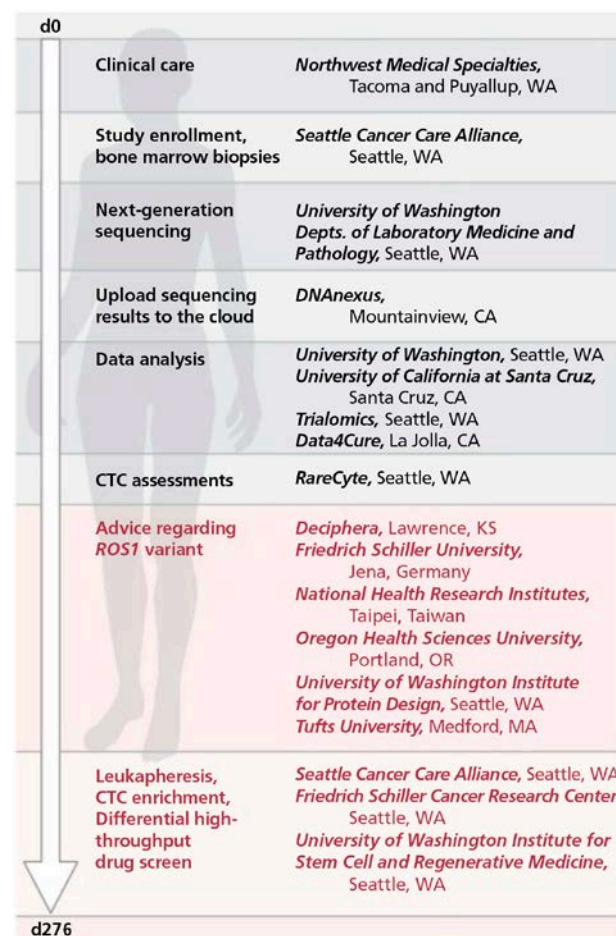 d0
Clinical care
Northwest Medical Specialties,
Tacoma and Puyallup, WA
Study enrollment,
bone marrow biopsies
Seattle Cancer Care Alliance,
Seattle, WA
Next-generation
sequencing
University of Washington
Depts. of Laboratory Medicine and
Pathology, Seattle, WA
Upload sequencing
results to the cloud
DNAnexus,
Mountainview, CA
Data analysis
University of Washington, Seattle, WA
University of California at Santa Cruz,
Santa Cruz, CA
Trialomics, Seattle, WA
Data4Cure, La Jolla, CA
CTC assessments
RareCyte, Seattle, WA
Advice regarding
ROS1 variant
Deciphera, Lawrence, KS
Friedrich Schiller University,
Jena, Germany
National Health Research Institutes,
Taipei, Taiwan
Oregon Health Sciences University,
Portland, OR
University of Washington Institute
for Protein Design, Seattle, WA
Tufts University, Medford, MA
Leukapheresis,
CTC enrichment,
Differential high-
throughput
drug screen
Seattle Cancer Care Alliance, Seattle, WA
Friedrich Schiller Cancer Research Center
Seattle, WA
University of Washington Institute for
Stem Cell and Regenerative Medicine,
Seattle, WA
d276